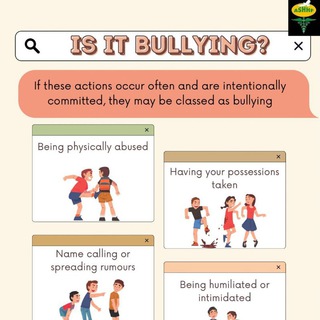 ASHHF
IS IT BULLYING?
If these actions occur often and are intentionally
committed, they may be classed as bullying
Being physically abused
Having your possessions
taken
Name calling or
spreading rumours
Being humiliated or
intimidated